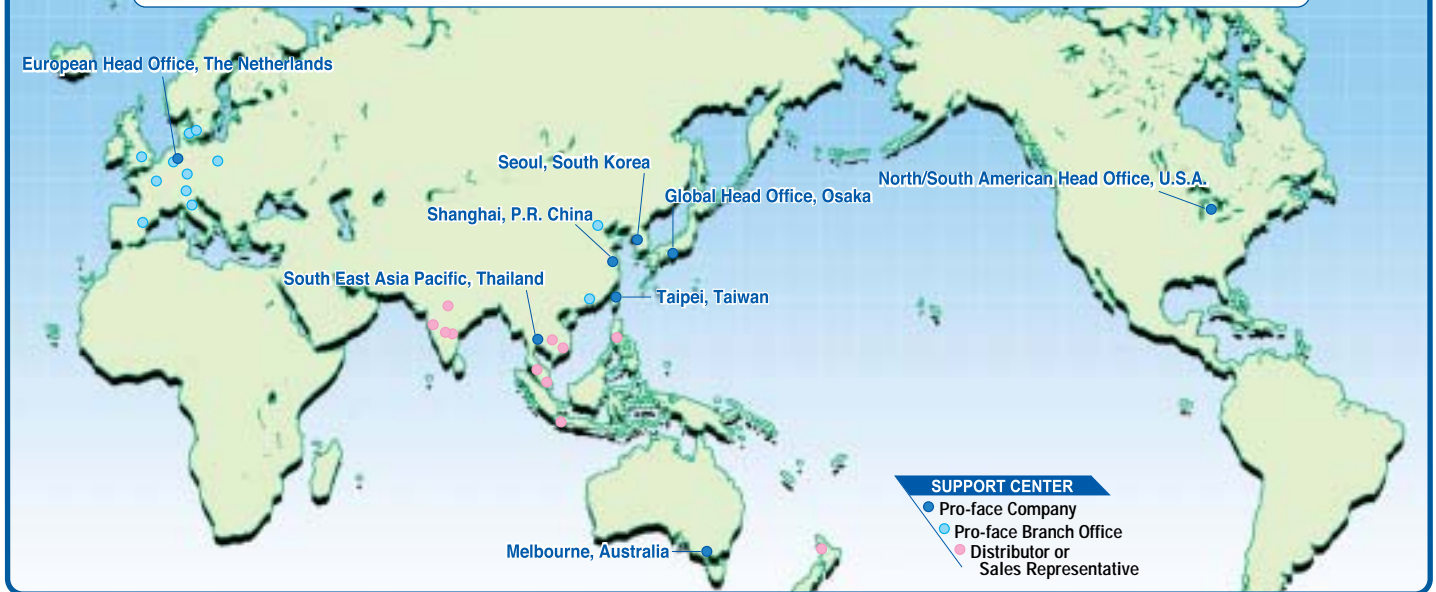 European Head Office, The Netherlands
Seoul, South Korea
North/South American Head Office, U.S.A.
Global Head Office, Osaka
Shanghai, P.R. China
South East Asia Pacific, Thailand
Taipei, Taiwan
Melbourne, Australia
SUPPORT CENTER
Pro-face Company
Pro-face Branch Office
Distributor or
Sales Representative